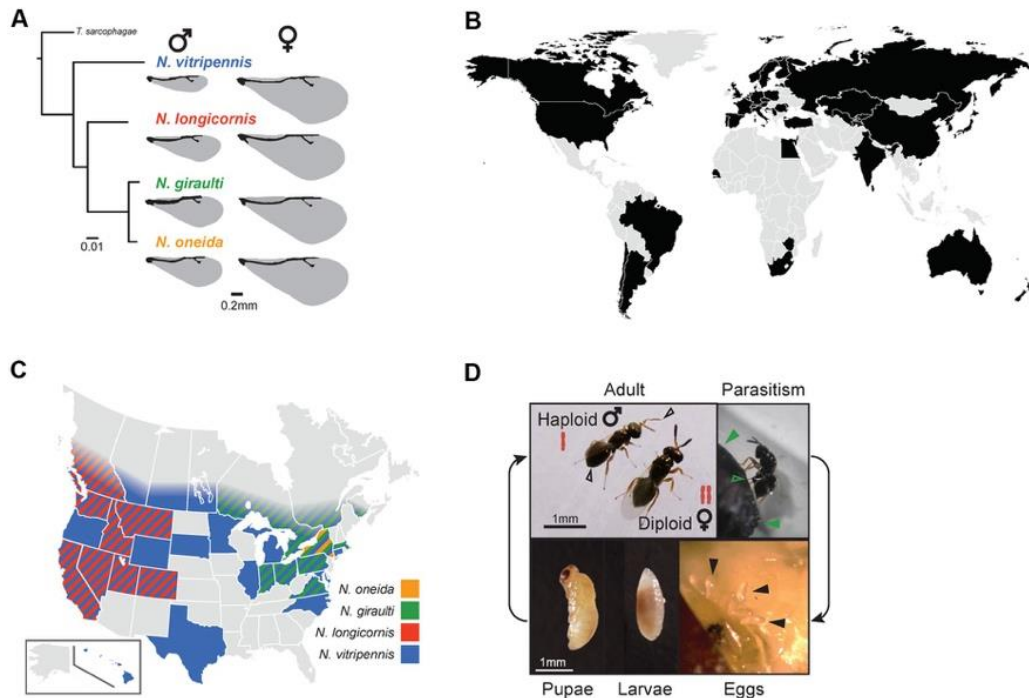 A
T. sarcophagae
♂ ♀
N. vitripennis
N. longicornis
N. giraulti
N. oneida
0.01
0.2mm
B
C
N. oneida
N. giraulti
N. longicornis
N. vitripennis
D
Adult Parasitism
Haploid ♂
Diploid ♀
1mm
1mm
Pupae Larvae Eggs